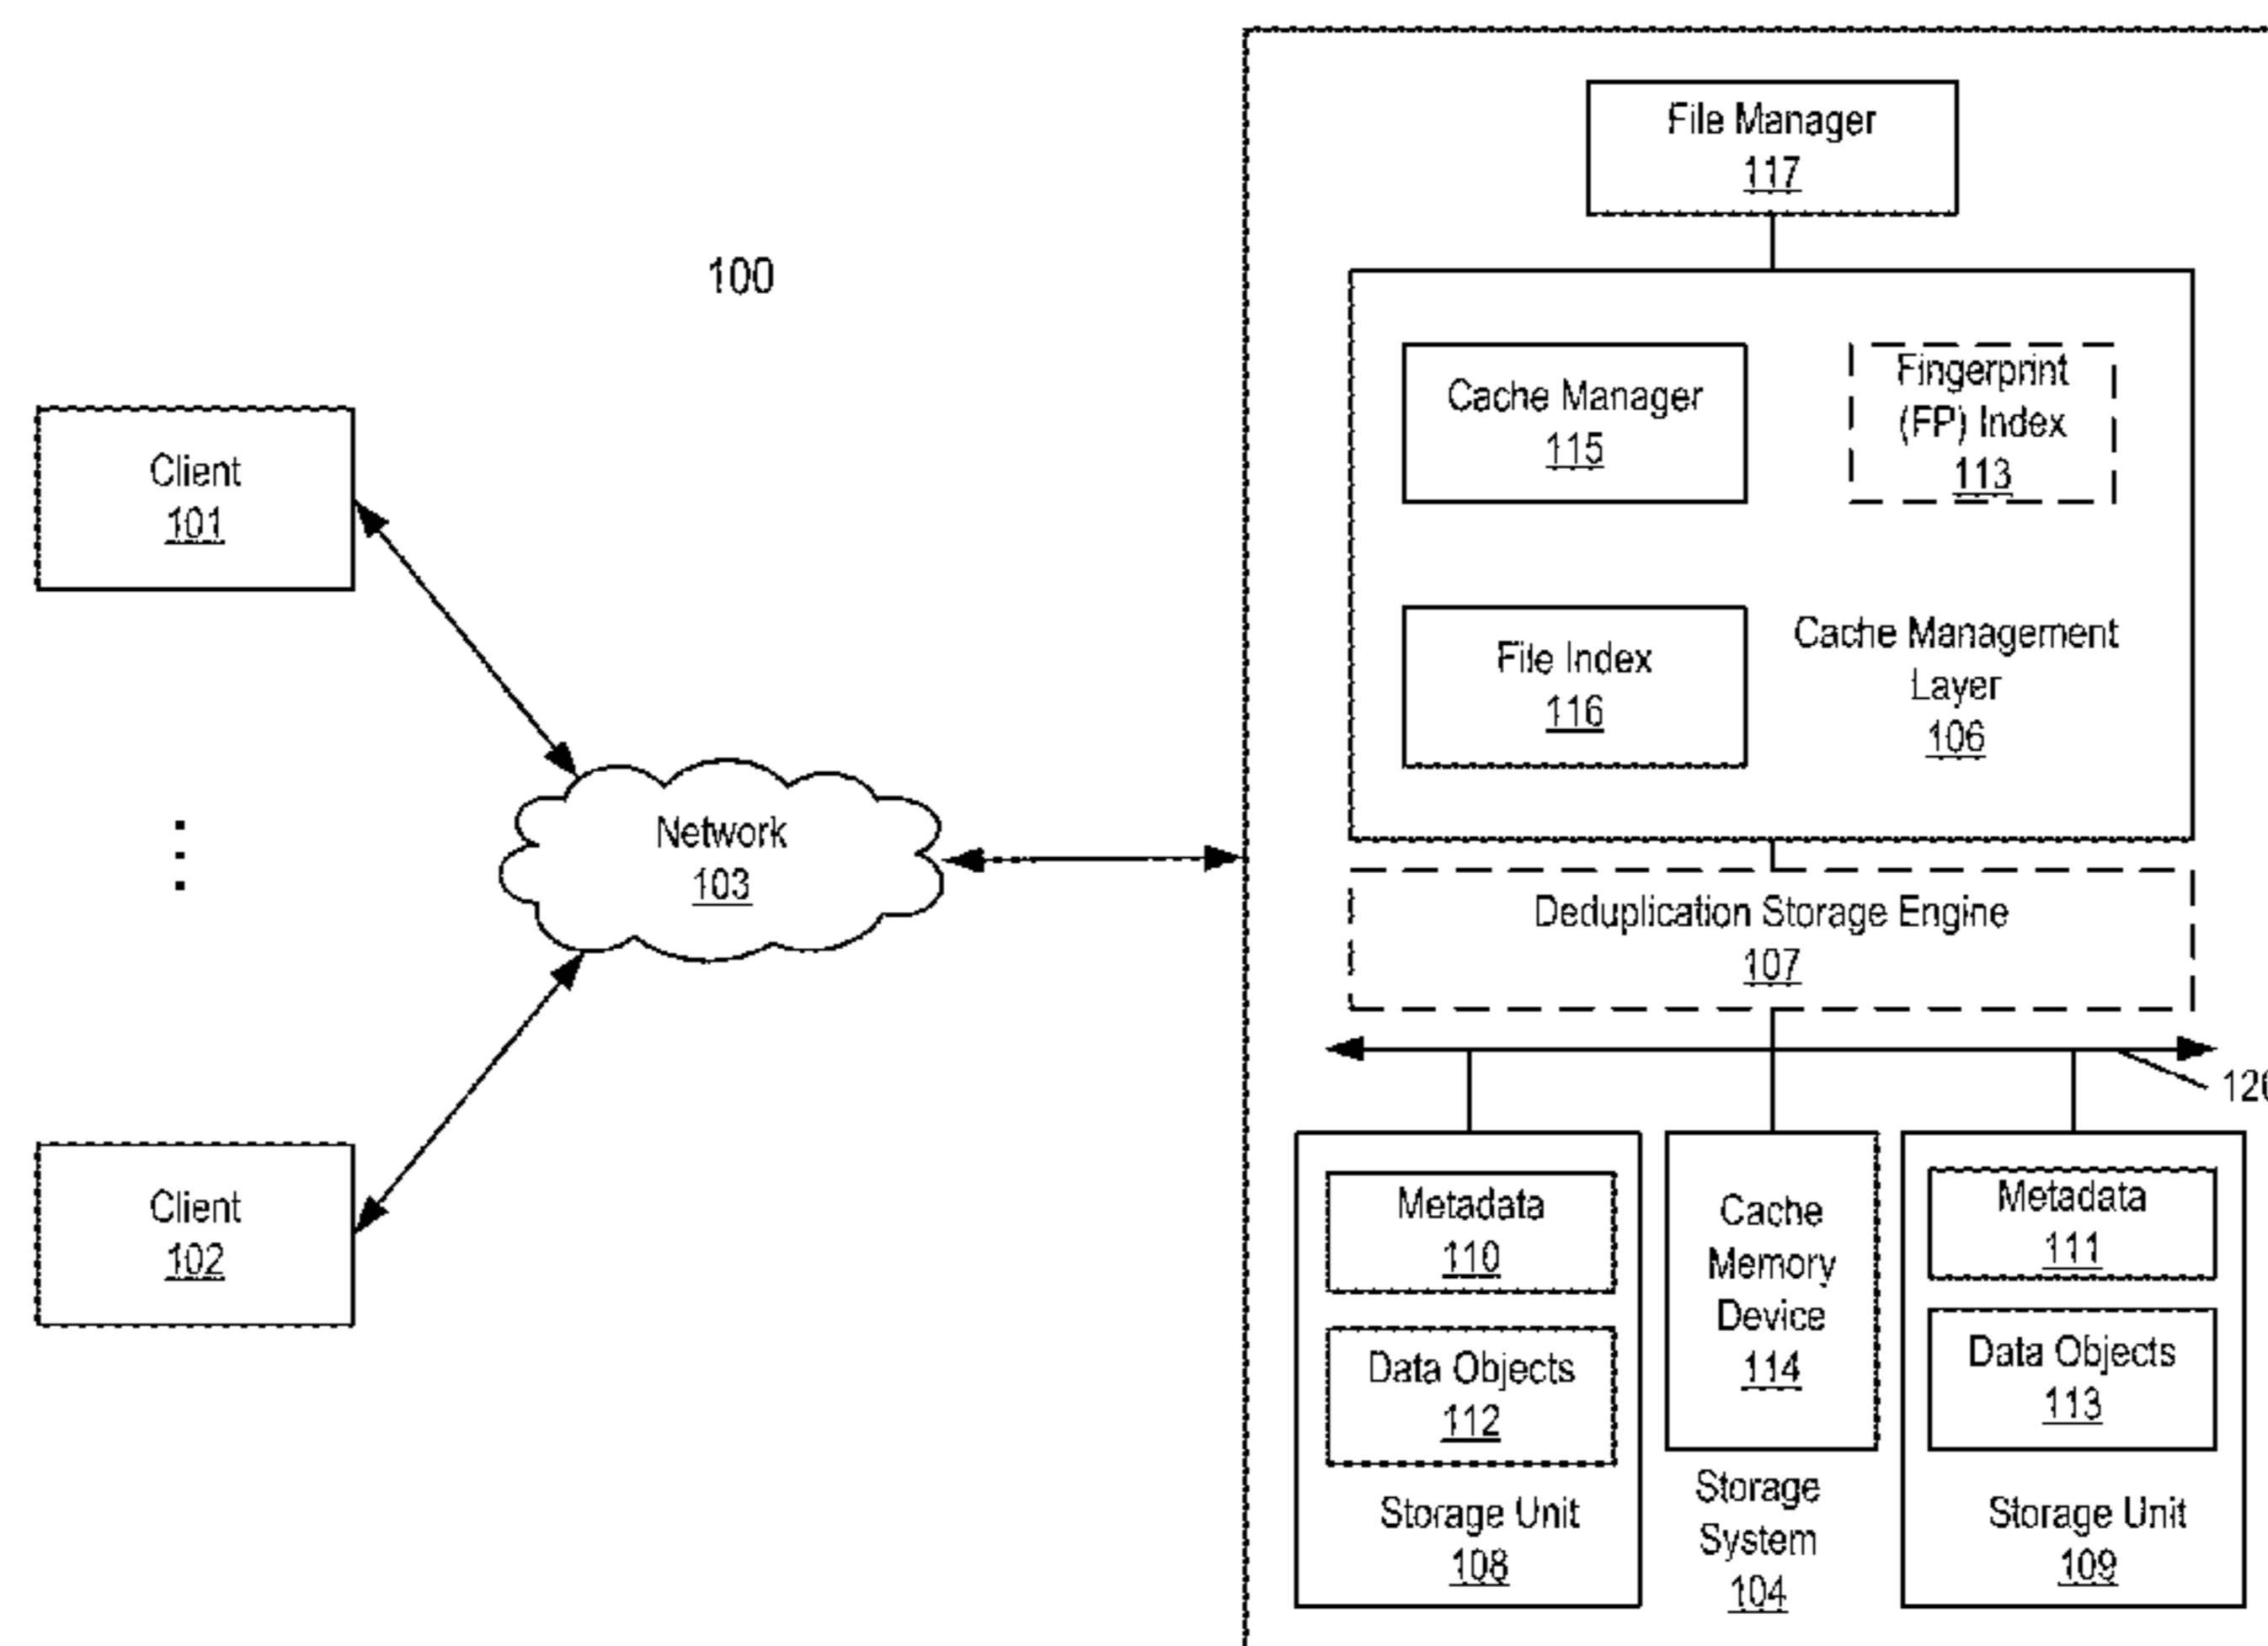 100
Client
101
Client
102
Network
103
File Manager
117
Cache Manager
115
Fingerprint
(FP) Index
113
File Index
116
Cache Management
Layer
106
Deduplication Storage Engine
107
Metadata
110
Data Objects
112
Storage Unit
108
Cache
Memory
Device
114
Storage
System
104
Metadata
111
Data Objects
113
Storage Unit
109